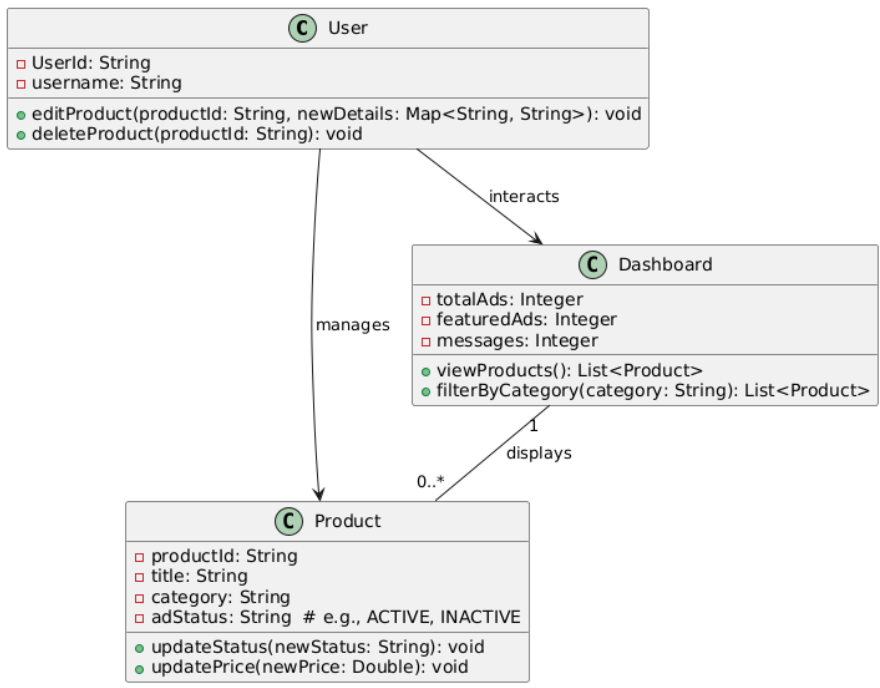 C User
UserId: String
username: String
editProduct(productId: String, newDetails: Map<String, String>): void
deleteProduct(productId: String): void
interacts
C Dashboard
totalAds: Integer
featuredAds: Integer
messages: Integer
viewProducts(): List<Product>
filterByCategory(category: String): List<Product>
manages
1
displays
0..*
C Product
productId: String
title: String
category: String
adStatus: String # e.g., ACTIVE, INACTIVE
updateStatus(newStatus: String): void
updatePrice(newPrice: Double): void